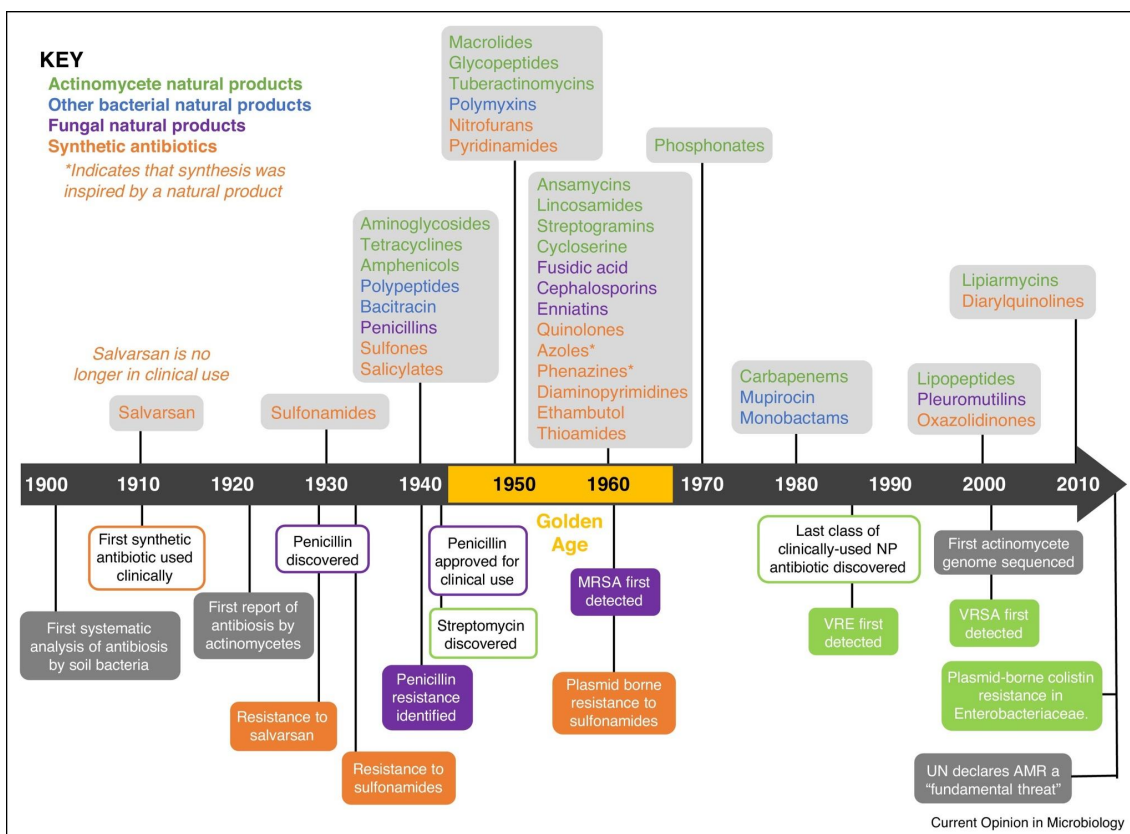 KEY
Actinomycete natural products
Other bacterial natural products
Fungal natural products
Synthetic antibiotics
*Indicates that synthesis was
inspired by a natural product
Salvarsan is no
longer in clinical use
Salvarsan
Sulfonamides
Aminoglycosides
Tetracyclines
Amphenicols
Polypeptides
Bacitracin
Penicillins
Sulfones
Salicylates
Macrolides
Glycopeptides
Tuberactinomycins
Polymyxins
Nitrofurans
Pyridinamides
Ansamycins
Lincosamides
Streptogramins
Cycloserine
Fusidic acid
Cephalosporins
Enniatins
Quinolones
Azoles*
Phenazines*
Diaminopyrimidines
Ethambutol
Thioamides
Phosphonates
Carbapenems
Mupirocin
Monobactams
Lipopeptides
Pleuromutilins
Oxazolidinones
Lipiarmycins
Diarylquinolines
1900 1910 1920 1930 1940 1950 1960 1970 1980 1990 2000 2010
Golden
Age
First systematic
analysis of antibiosis
by soil bacteria
First synthetic
antibiotic used
clinically
First report of
antibiosis by
actinomycetes
Penicillin
discovered
Resistance to
salvarsan
Resistance to
sulfonamides
Penicillin
resistance
identified
Penicillin
approved for
clinical use
Streptomycin
discovered
MRSA first
detected
Plasmid borne
resistance to
sulfonamides
Last class of
clinically-used NP
antibiotic discovered
VRE first
detected
First actinomycete
genome sequenced
VRSA first
detected
Plasmid-borne colistin
resistance in
Enterobacteriaceae.
UN declares AMR a
“fundamental threat”
Current Opinion in Microbiology